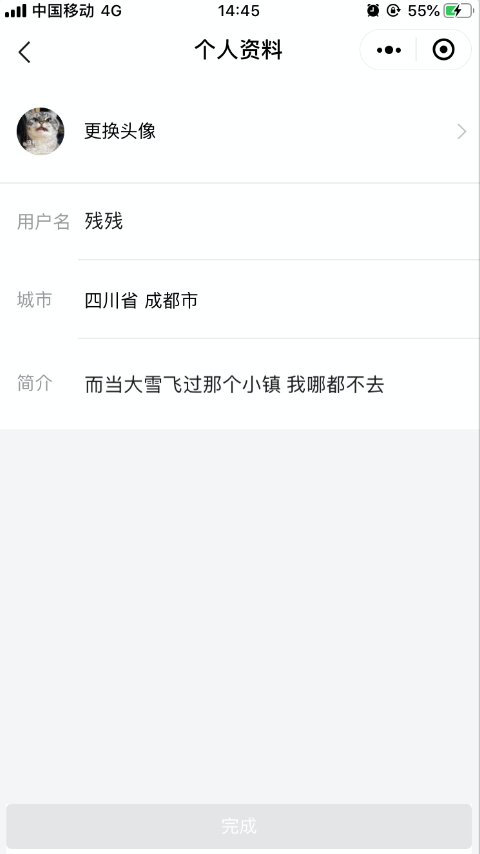 中国移动 4G 14:45 55%
个人资料
更换头像
用户名 残残
城市 四川省 成都市
简介 而当大雪飞过那个小镇 我哪都不去
完成